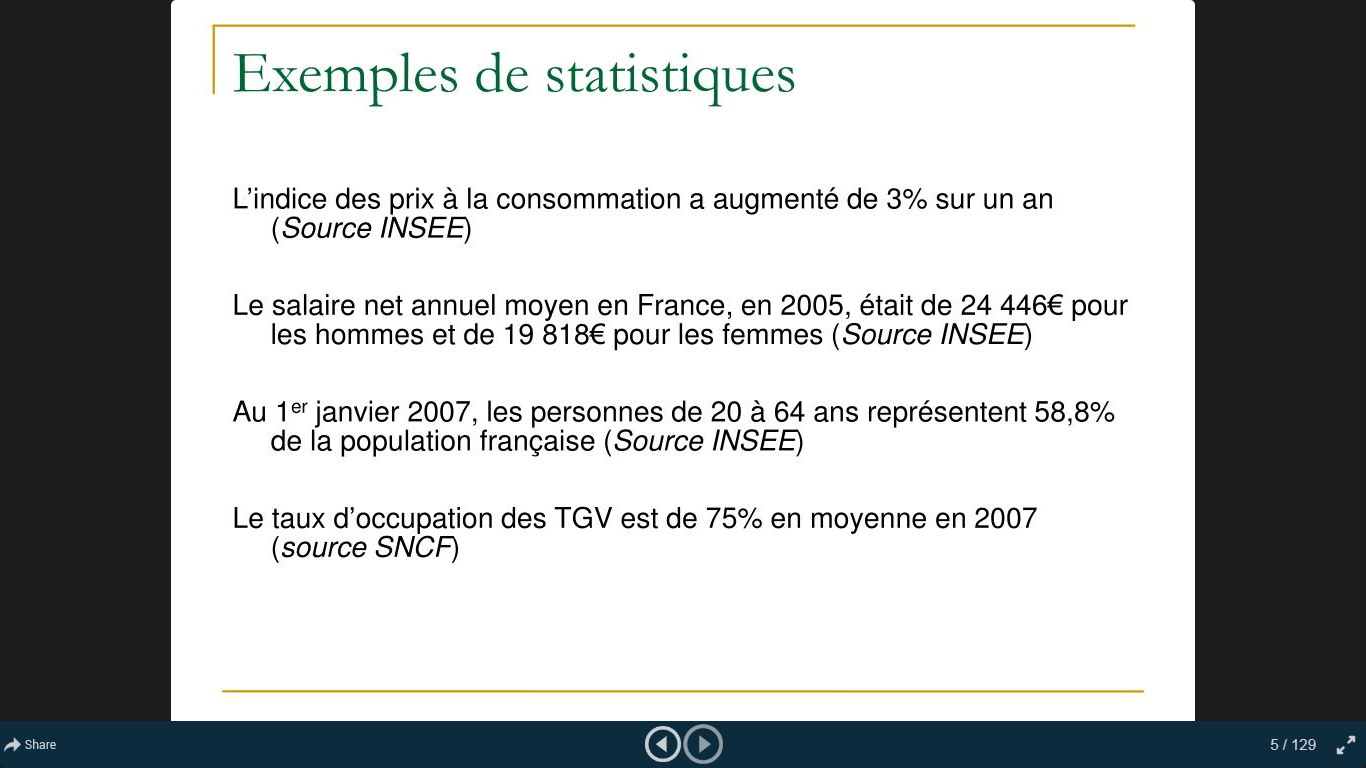 Exemples de statistiques
L’indice des prix à la consommation a augmenté de 3% sur un an
(Source INSEE)
Le salaire net annuel moyen en France, en 2005, était de 24 446€ pour
les hommes et de 19 818€ pour les femmes (Source INSEE)
Au 1er janvier 2007, les personnes de 20 à 64 ans représentent 58,8%
de la population française (Source INSEE)
Le taux d’occupation des TGV est de 75% en moyenne en 2007
(source SNCF)
Share
5 / 129